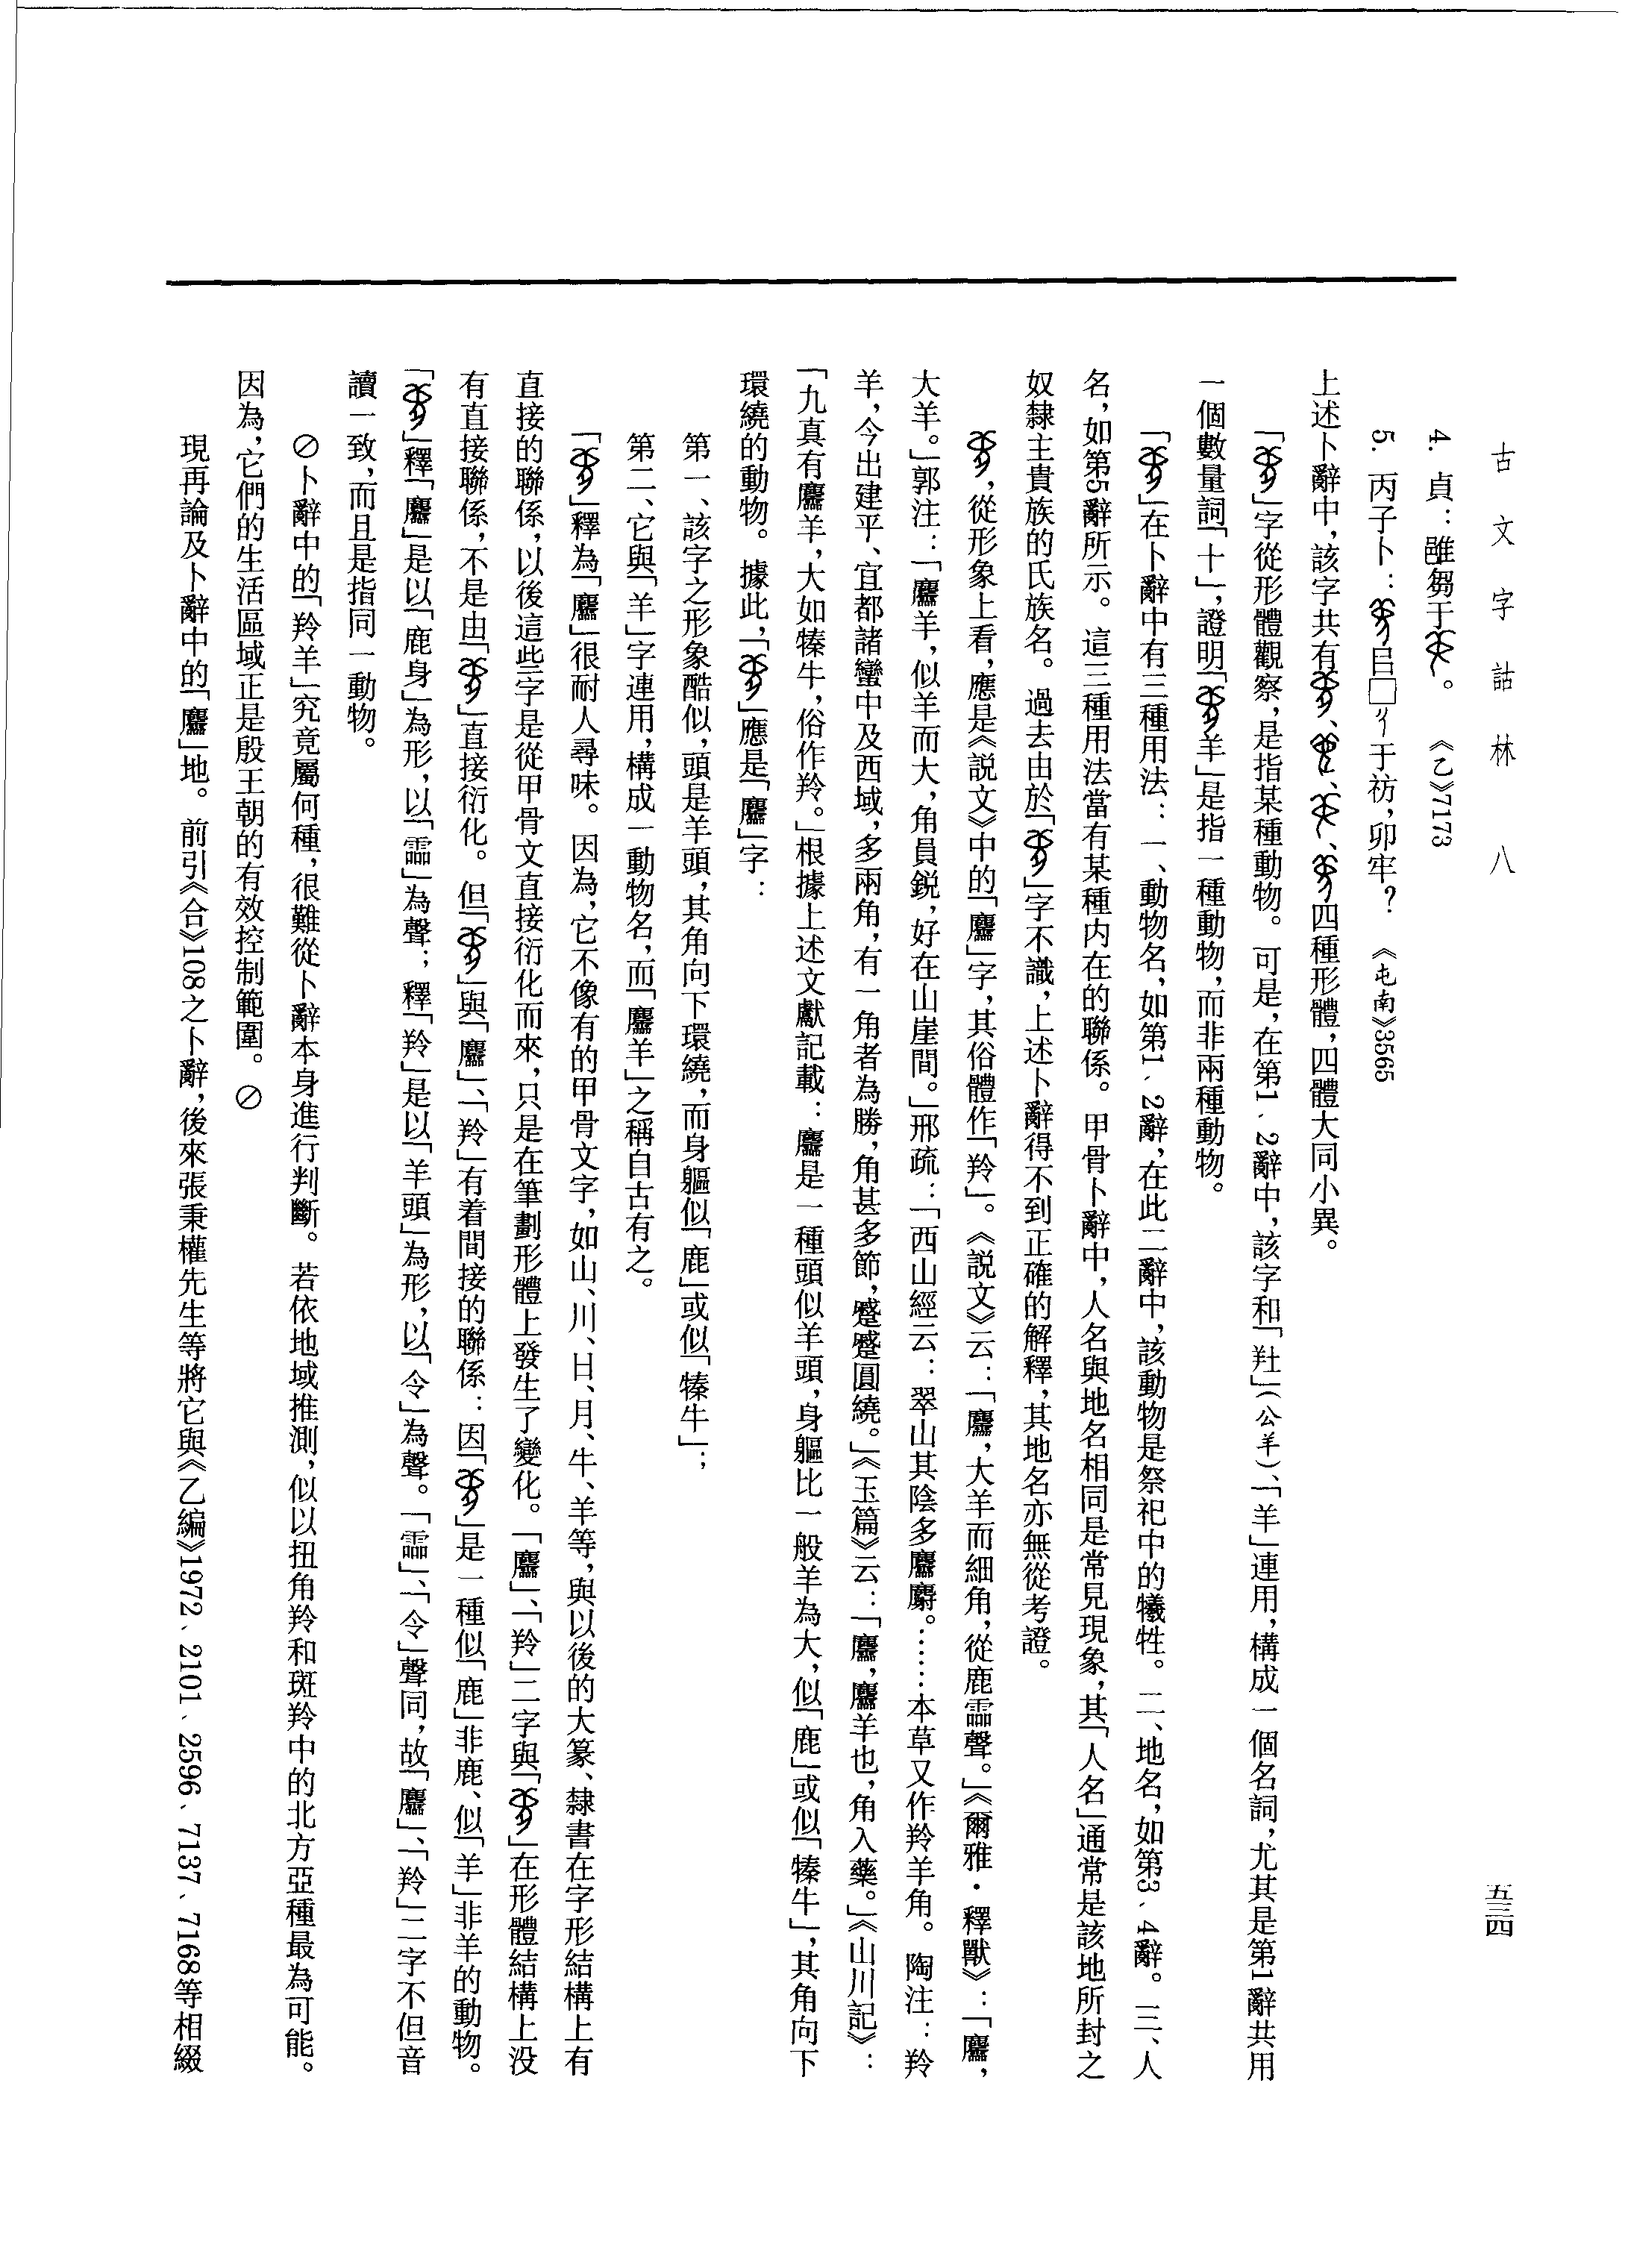 古文字詁林 八
五三四
4. 貞：雝芻于。 《乙》7173
5. 丙子卜：㠯□彳于祊，卯牢？ 《屯南》3565
上述卜辭中，該字共有、、、四種形體，四體大同小異。
「」字從形體觀察，是指某種動物。可是，在第1、2辭中，該字和「𦍩」（公羊）、「羊」連用，構成一個名詞，尤其是第1辭共用
一個數量詞「十」，證明「羊」是指一種動物，而非兩種動物。
「」在卜辭中有三種用法：一、動物名，如第1、2辭，在此二辭中，該動物是祭祀中的犧牲。二、地名，如第3、4辭。三、人
名，如第5辭所示。這三種用法當有某種内在的聯係。甲骨卜辭中，人名與地名相同是常見現象，其「人名」通常是該地所封之
奴隸主貴族的氏族名。過去由於「」字不識，上述卜辭得不到正確的解釋，其地名亦無從考證。
，從形象上看，應是《説文》中的「麢」字，其俗體作「羚」。《説文》云：「麢，大羊而細角，從鹿霝聲。」《爾雅·釋獸》：「麢，
大羊。」郭注：「麢羊，似羊而大，角員鋭，好在山崖間。」邢疏：「西山經云：翠山其陰多麢麝。……本草又作羚羊角。陶注：羚
羊，今出建平、宜都諸蠻中及西域，多兩角，有一角者為勝，角甚多節，蹙蹙圓繞。」《玉篇》云：「麢，麢羊也，角入藥。」《山川記》：
「九真有麢羊，大如㹎牛，俗作羚。」根據上述文獻記載：麢是一種頭似羊頭，身軀比一般羊為大，似「鹿」或似「㹎牛」，其角向下
環繞的動物。據此，「」應是「麢」字：
第一、該字之形象酷似，頭是羊頭，其角向下環繞，而身軀似「鹿」或似「㹎牛」；
第二、它與「羊」字連用，構成一動物名，而「麢羊」之稱自古有之。
「」釋為「麢」很耐人尋味。因為，它不像有的甲骨文字，如山、川、日、月、牛、羊等，與以後的大篆、隸書在字形結構上有
直接的聯係，以後這些字是從甲骨文直接衍化而來，只是在筆劃形體上發生了變化。「麢」、「羚」二字與「」在形體結構上没
有直接聯係，不是由「」直接衍化。但「」與「麢」、「羚」有着間接的聯係：因「」是一種似「鹿」非鹿、似「羊」非羊的動物。
「」釋「麢」是以「鹿身」為形，以「霝」為聲；釋「羚」是以「羊頭」為形，以「令」為聲。「霝」、「令」聲同，故「麢」、「羚」二字不但音
讀一致，而且是指同一動物。
⊘卜辭中的「羚羊」究竟屬何種，很難從卜辭本身進行判斷。若依地域推測，似以扭角羚和斑羚中的北方亞種最為可能。
因為，它們的生活區域正是殷王朝的有效控制範圍。⊘
現再論及卜辭中的「麢」地。前引《合》108之卜辭，後來張秉權先生等將它與《乙編》1972、2101、2596、7137、7168等相綴